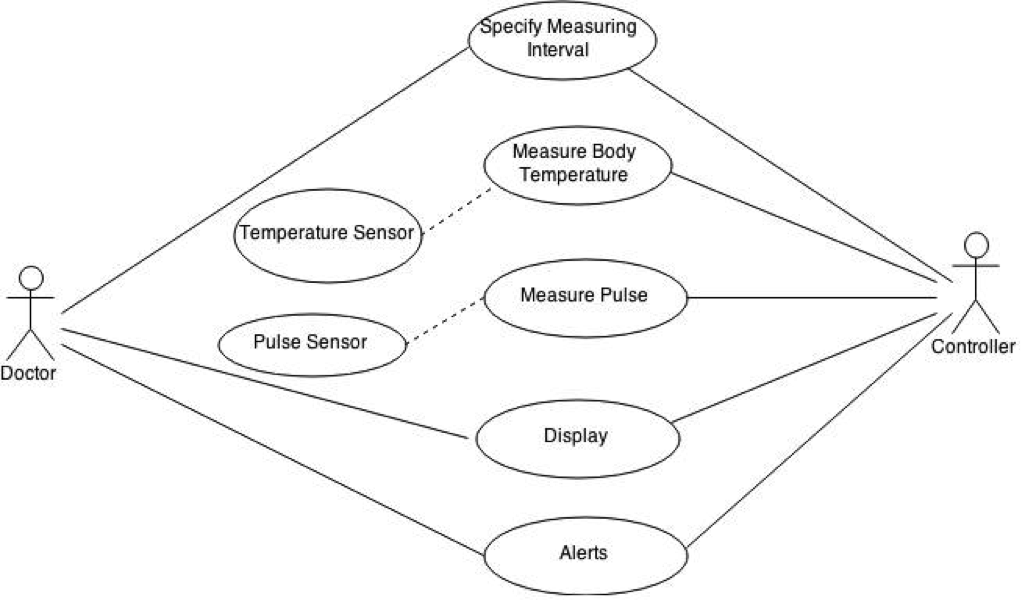 Specify Measuring
Interval
Measure Body
Temperature
Temperature Sensor
Measure Pulse
Pulse Sensor
Controller
Doctor
Display
Alerts